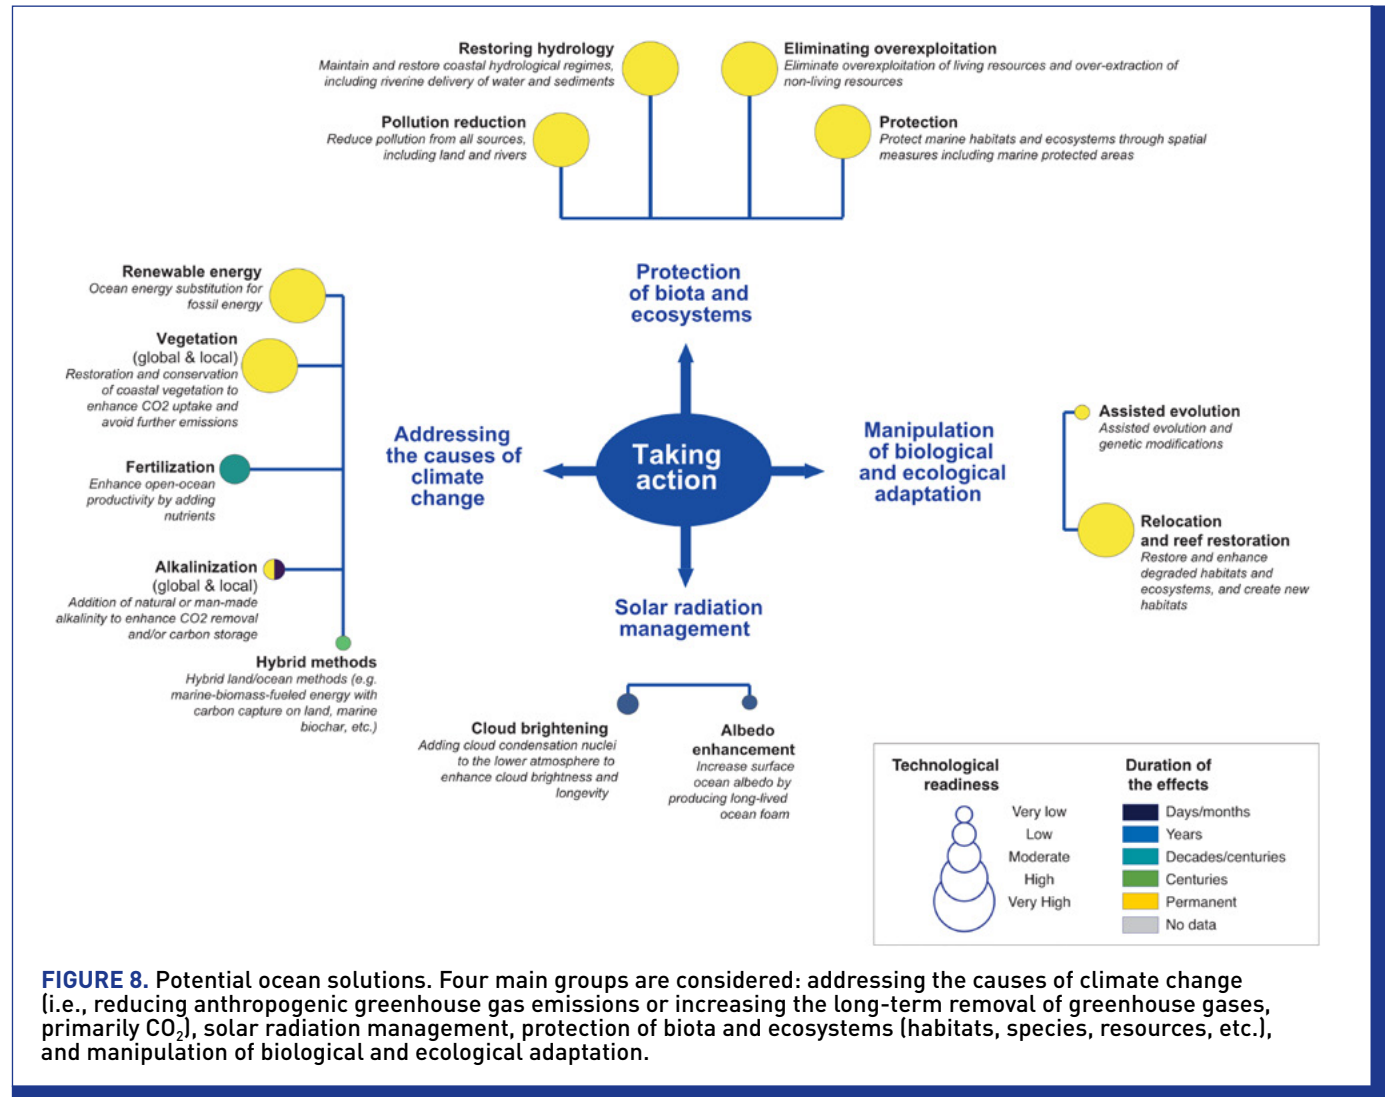 Restoring hydrology
Maintain and restore coastal hydrological regimes,
including riverine delivery of water and sediments
Eliminating overexploitation
Eliminate overexploitation of living resources and over-extraction of
non-living resources
Pollution reduction
Reduce pollution from all sources,
including land and rivers
Protection
Protect marine habitats and ecosystems through spatial
measures including marine protected areas
Protection
of biota and
ecosystems
Renewable energy
Ocean energy substitution for
fossil energy
Vegetation
(global & local)
Restoration and conservation
of coastal vegetation to
enhance CO2 uptake and
avoid further emissions
Fertilization
Enhance open-ocean
productivity by adding
nutrients
Alkalinization
(global & local)
Addition of natural or man-made
alkalinity to enhance CO2 removal
and/or carbon storage
Hybrid methods
Hybrid land/ocean methods (e.g.
marine-biomass-fueled energy with
carbon capture on land, marine
biochar, etc.)
Addressing
the causes of
climate
change
Taking
action
Manipulation
of biological
and ecological
adaptation
Assisted evolution
Assisted evolution and
genetic modifications
Relocation
and reef restoration
Restore and enhance
degraded habitats and
ecosystems, and create new
habitats
Solar radiation
management
Cloud brightening
Adding cloud condensation nuclei
to the lower atmosphere to
enhance cloud brightness and
longevity
Albedo
enhancement
Increase surface
ocean albedo by
producing long-lived
ocean foam
Technological
readiness
Very low
Low
Moderate
High
Very High
Duration of
the effects
Days/months
Years
Decades/centuries
Centuries
Permanent
No data
FIGURE 8. Potential ocean solutions. Four main groups are considered: addressing the causes of climate change
(i.e., reducing anthropogenic greenhouse gas emissions or increasing the long-term removal of greenhouse gases,
primarily CO₂), solar radiation management, protection of biota and ecosystems (habitats, species, resources, etc.),
and manipulation of biological and ecological adaptation.